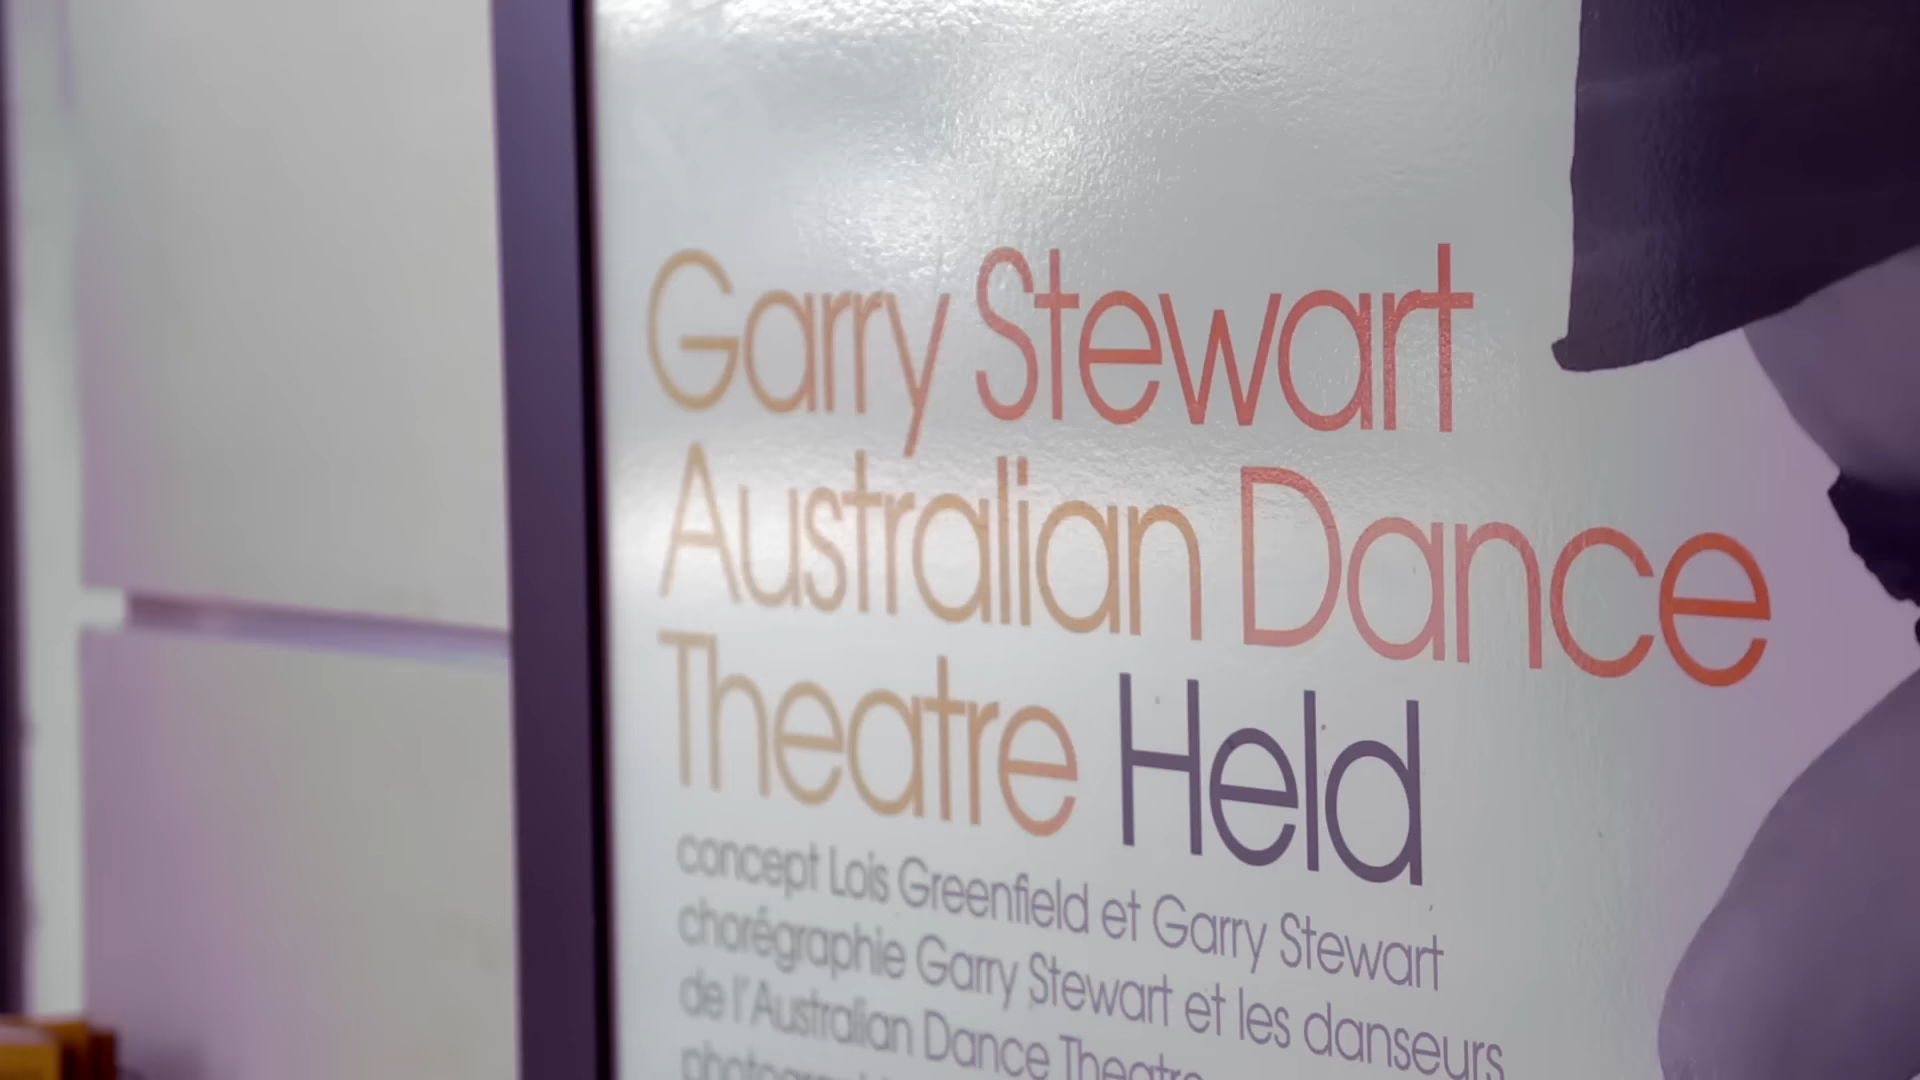 Garry Stewart
Australian Dance
Theatre Held
concept Lois Greenfield et Garry Stewart
chorégraphie Garry Stewart et les danseurs
de l'Australian Dance Theatre